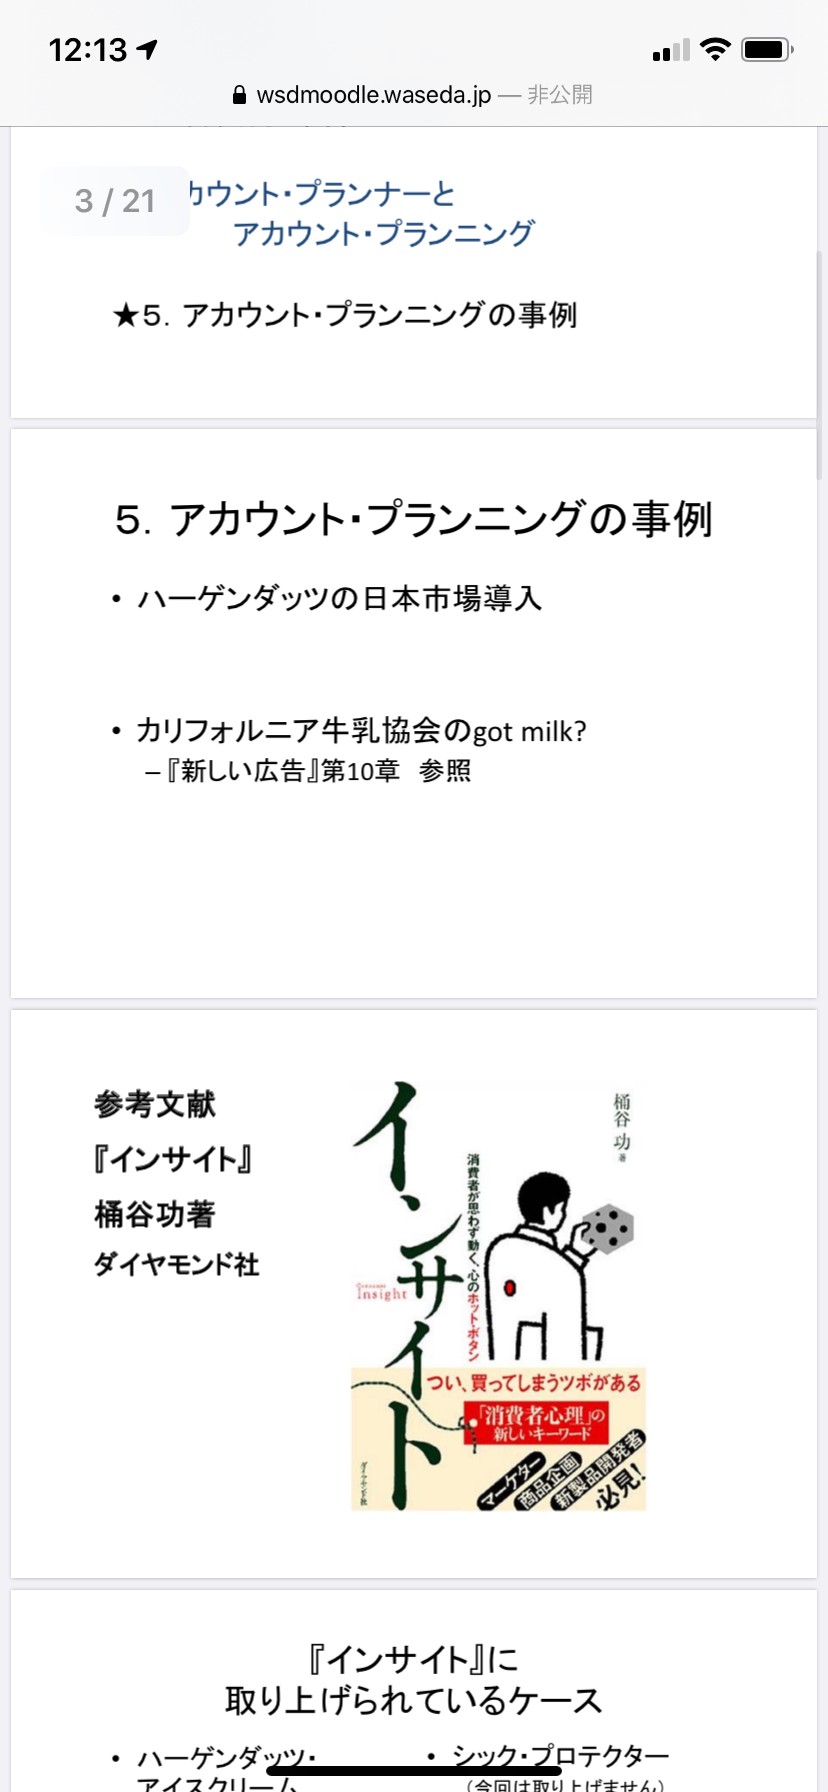 12:13
wsdmoodle.waseda.jp — 非公開
3 / 21
カウント・プランナーと
アカウント・プランニング
★5. アカウント・プランニングの事例
5. アカウント・プランニングの事例
• ハーゲンダッツの日本市場導入
• カリフォルニア牛乳協会のgot milk?
–『新しい広告』第10章 参照
参考文献
『インサイト』
桶谷功著
ダイヤモンド社
インサイト
桶谷 功 著
消費者が思わず動く、心のホット・ボタン
Insight
つい、買ってしまうツボがある
「消費者心理」の
新しいキーワード
マーケター
商品企画
新製品開発者
必見!
ダイヤモンド社
『インサイト』に
取り上げられているケース
• ハーゲンダッツ・
アイスクリーム
• シック・プロテクター
(今回は取り上げません)